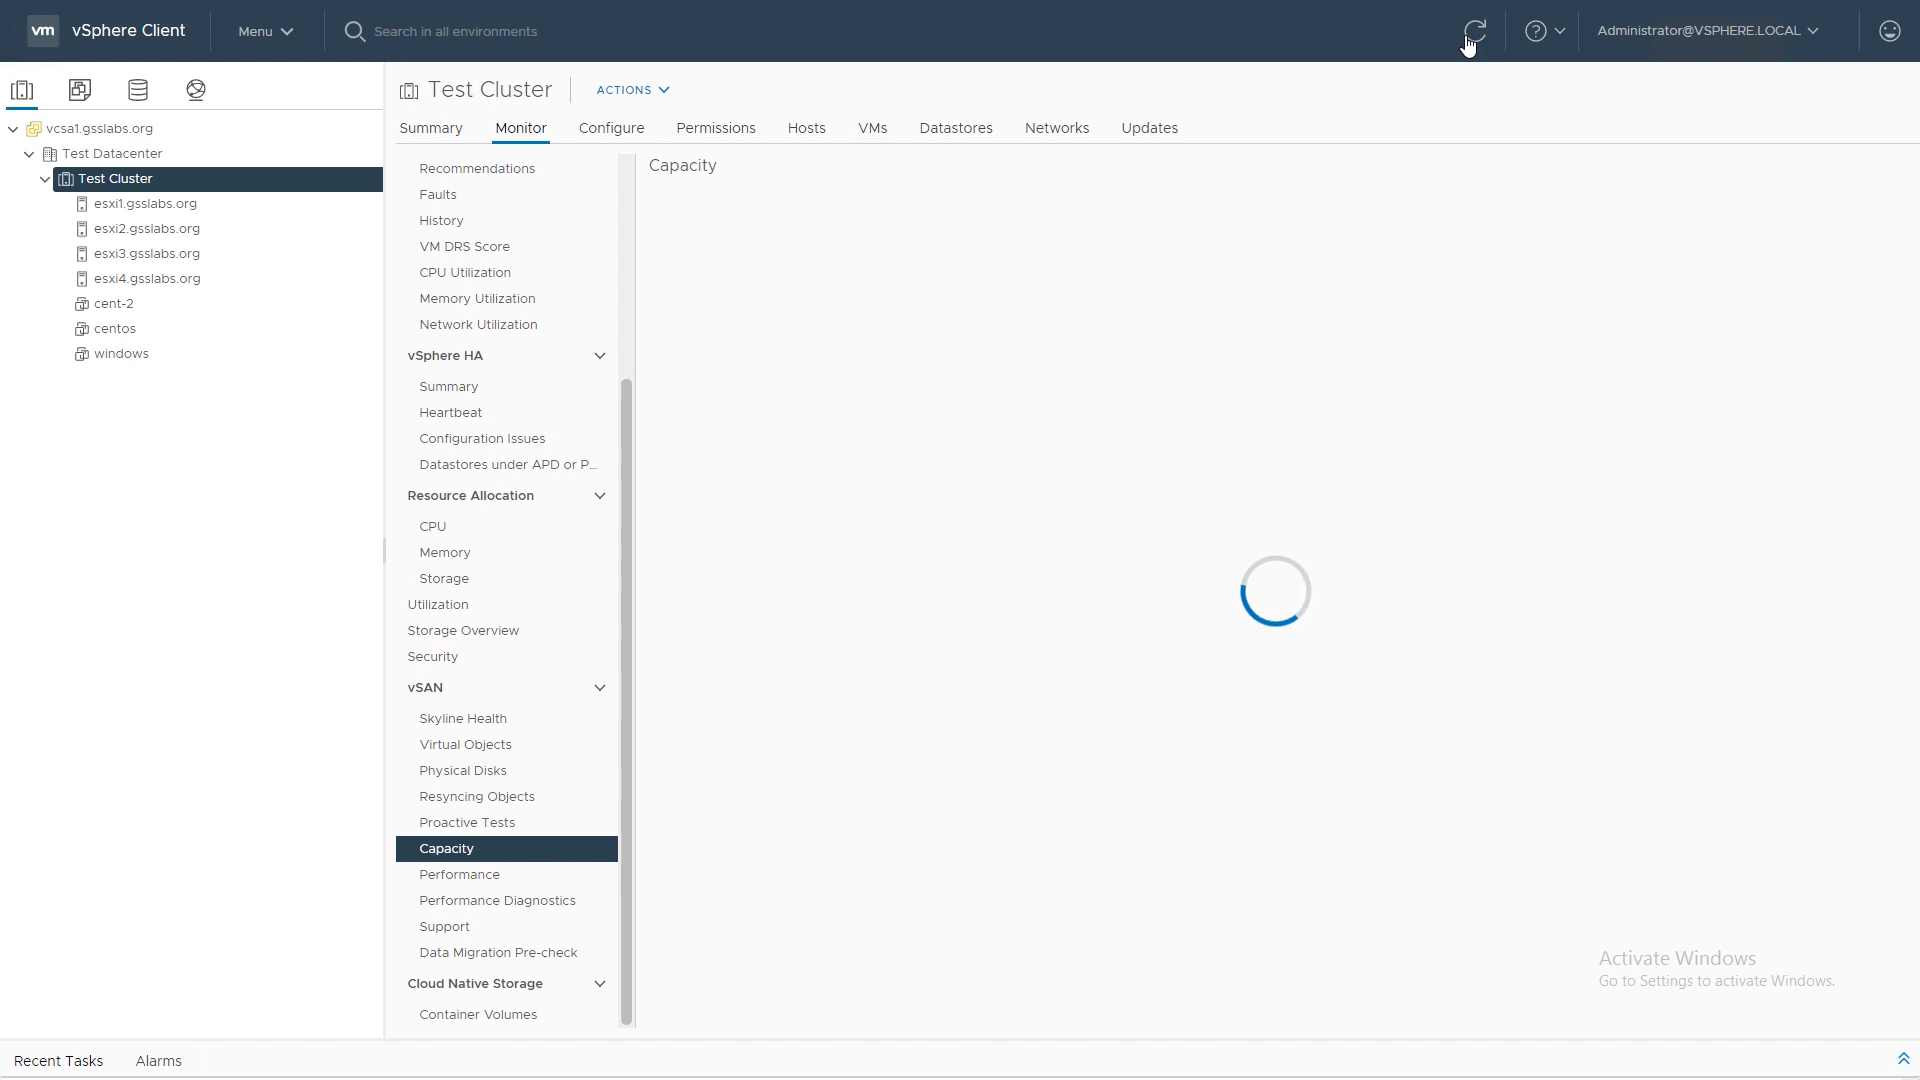 vm vSphere Client Menu Search in all environments ? Administrator@VSPHERE.LOCAL
Test Cluster ACTIONS
Summary Monitor Configure Permissions Hosts VMs Datastores Networks Updates
vcsa1.gsslabs.org
Test Datacenter
Test Cluster
esxi1.gsslabs.org
esxi2.gsslabs.org
esxi3.gsslabs.org
esxi4.gsslabs.org
cent-2
centos
windows
Recommendations
Faults
History
VM DRS Score
CPU Utilization
Memory Utilization
Network Utilization
vSphere HA
Summary
Heartbeat
Configuration Issues
Datastores under APD or P...
Resource Allocation
CPU
Memory
Storage
Utilization
Storage Overview
Security
vSAN
Skyline Health
Virtual Objects
Physical Disks
Resyncing Objects
Proactive Tests
Capacity
Performance
Performance Diagnostics
Support
Data Migration Pre-check
Cloud Native Storage
Container Volumes
Capacity
Activate Windows
Go to Settings to activate Windows.
Recent Tasks Alarms